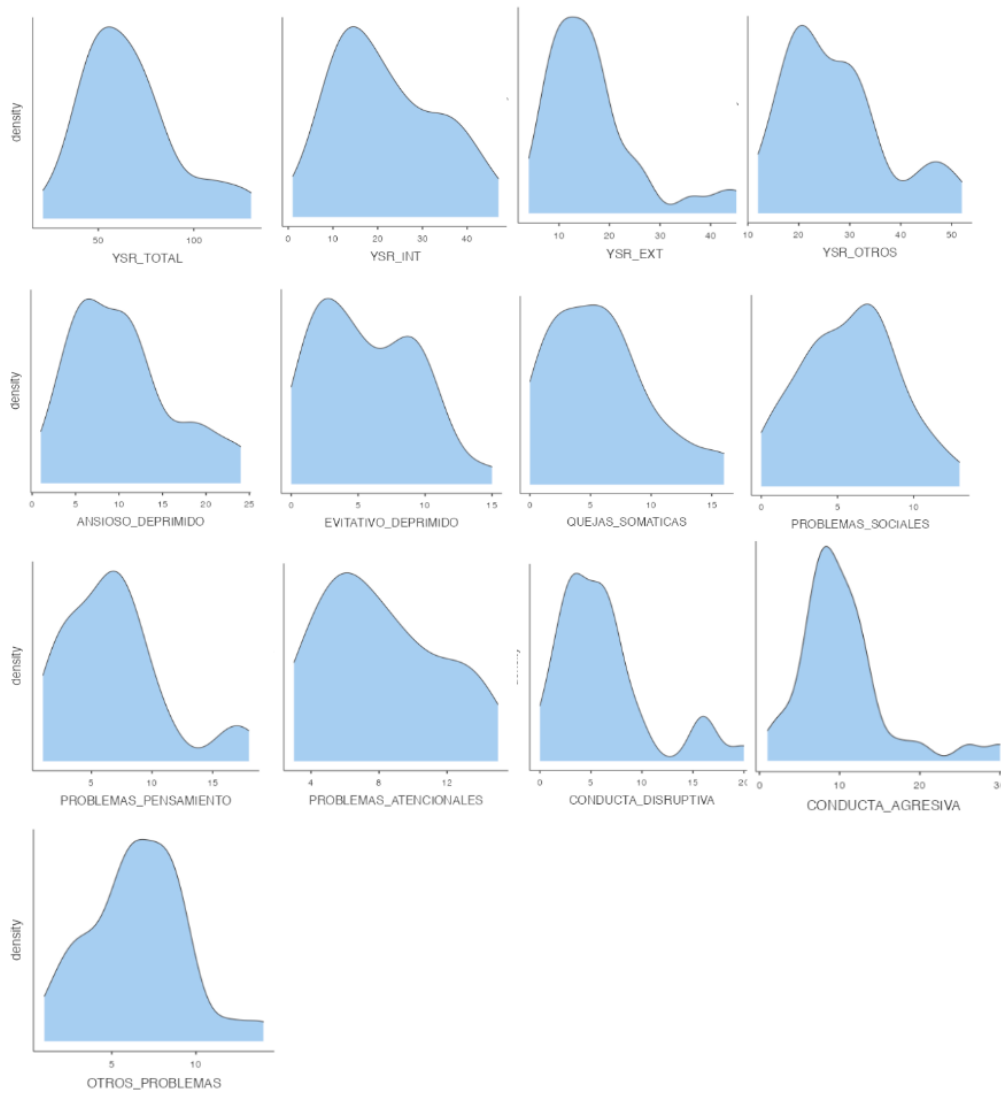 density
50 100
YSR_TOTAL
0 10 20 30 40
YSR_INT
10 20 30 40
YSR_EXT
10 20 30 40 50
YSR_OTROS
density
0 5 10 15 20 25
ANSIOSO_DEPRIMIDO
0 5 10 15
EVITATIVO_DEPRIMIDO
0 5 10 15
QUEJAS_SOMATICAS
0 5 10
PROBLEMAS_SOCIALES
density
5 10 15
PROBLEMAS_PENSAMIENTO
4 8 12
PROBLEMAS_ATENCIONALES
0 5 10 15 20
CONDUCTA_DISRUPTIVA
0 10 20
CONDUCTA_AGRESIVA
density
5 10
OTROS_PROBLEMAS